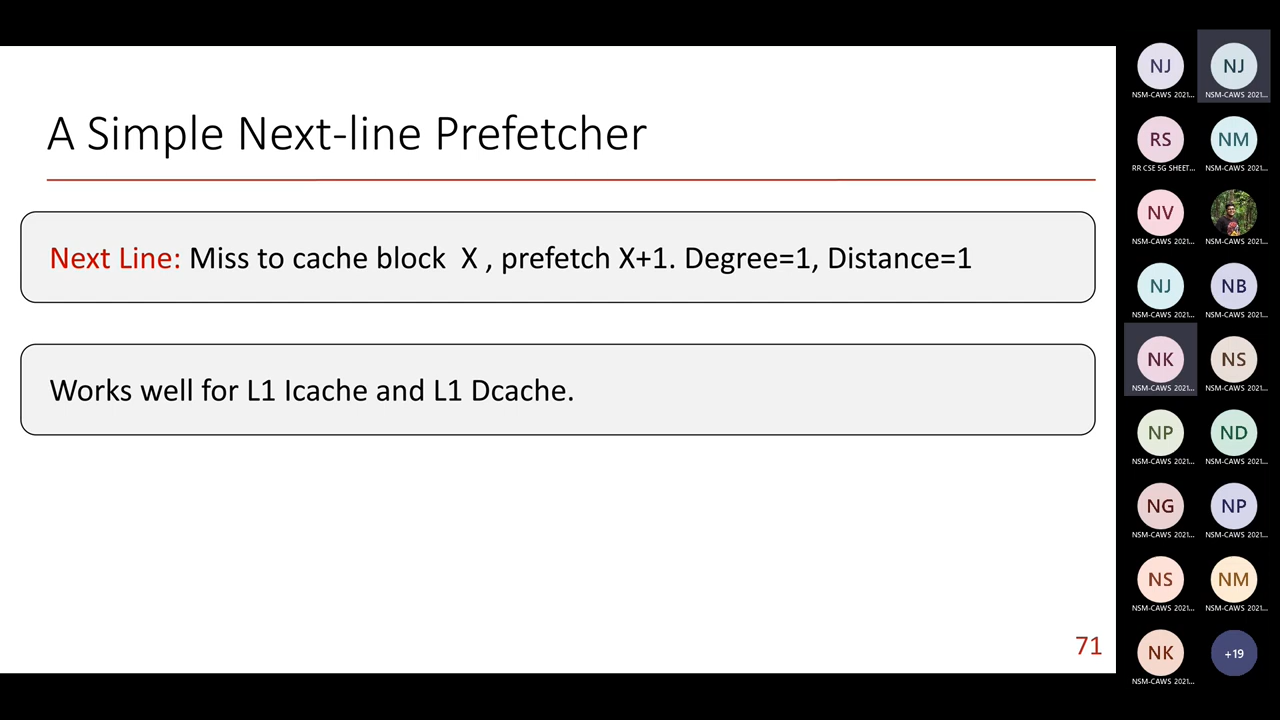 A Simple Next-line Prefetcher
Next Line: Miss to cache block X , prefetch X+1. Degree=1, Distance=1
Works well for L1 Icache and L1 Dcache.
71
NJ
NSM-CAWS 2021...
NJ
NSM-CAWS 2021...
RS
RR CSE 5G SHEET...
NM
NSM-CAWS 2021...
NV
NSM-CAWS 2021...
NSM-CAWS 2021...
NJ
NSM-CAWS 2021...
NB
NSM-CAWS 2021...
NK
NSM-CAWS 2021...
NS
NSM-CAWS 2021...
NP
NSM-CAWS 2021...
ND
NSM-CAWS 2021...
NG
NSM-CAWS 2021...
NP
NSM-CAWS 2021...
NS
NSM-CAWS 2021...
NM
NSM-CAWS 2021...
NK
NSM-CAWS 2021...
+19